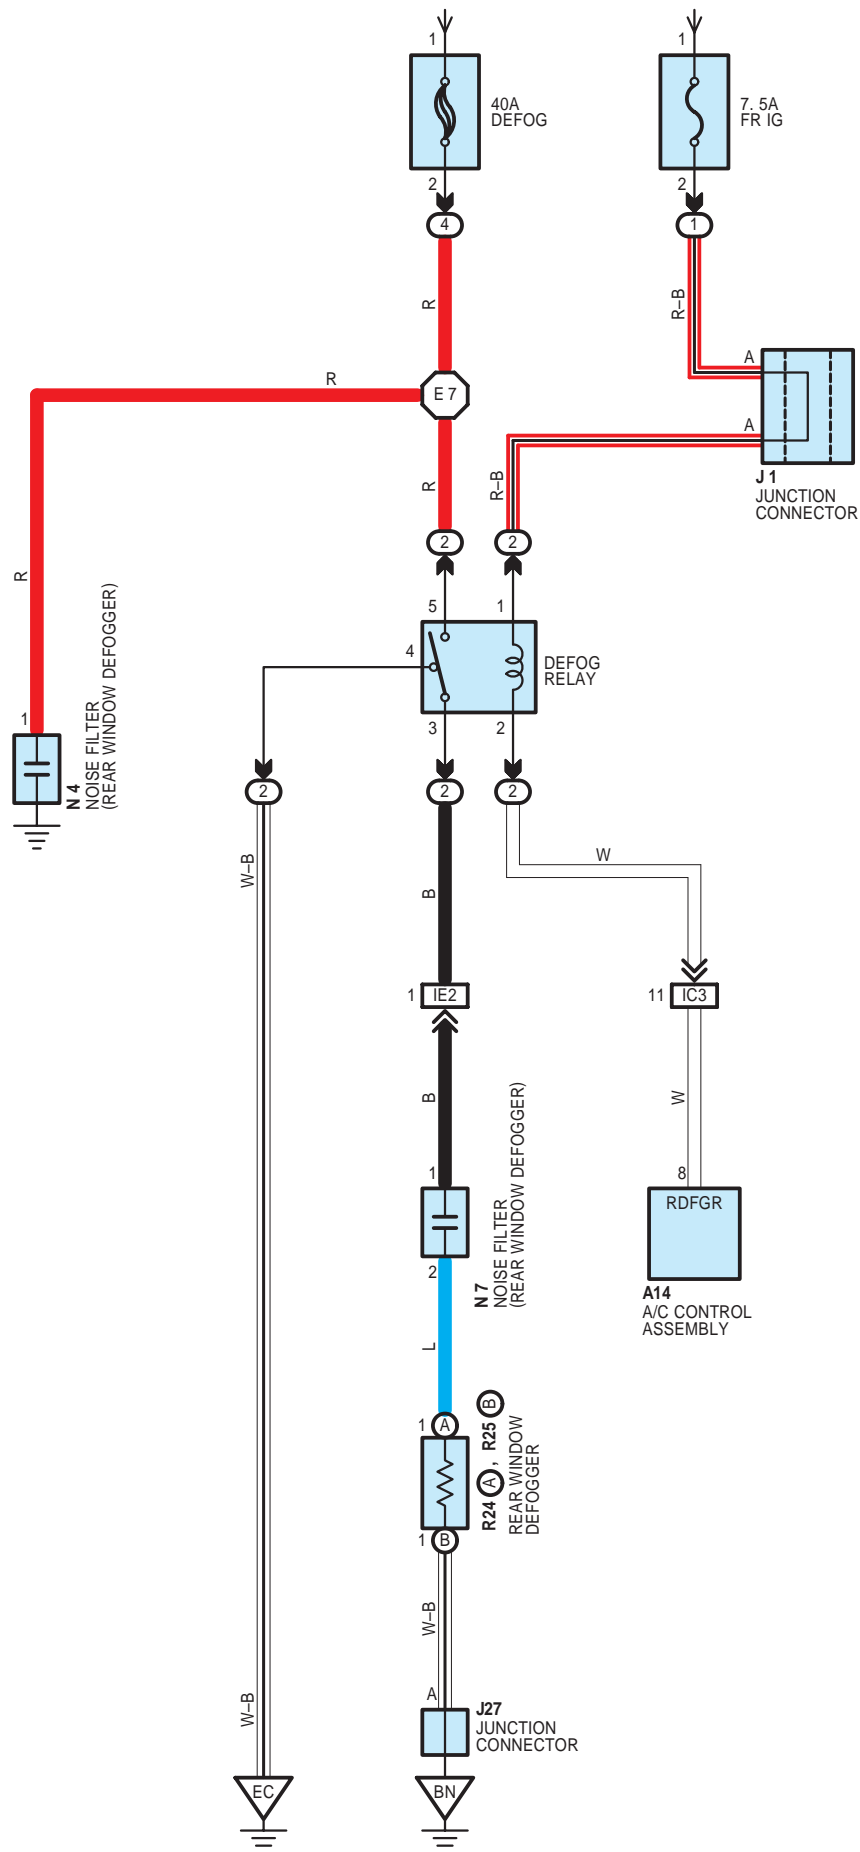 1
1
40A
DEFOG
7. 5A
FR IG
2
2
4
1
R
R–B
A
R
E 7
A
R
R–B
J 1
JUNCTION
CONNECTOR
2
2
R
5
1
4
DEFOG
RELAY
1
3
2
N 4
NOISE FILTER
(REAR WINDOW DEFOGGER)
2
2
2
W–B
B
W
1
IE2
11
IC3
B
W
1
8
RDFGR
N 7
NOISE FILTER
(REAR WINDOW DEFOGGER)
2
A14
A/C CONTROL
ASSEMBLY
L
1
A
R24 A , R25 B
REAR WINDOW
DEFOGGER
1
B
W–B
W–B
A
J27
JUNCTION
CONNECTOR
EC
BN